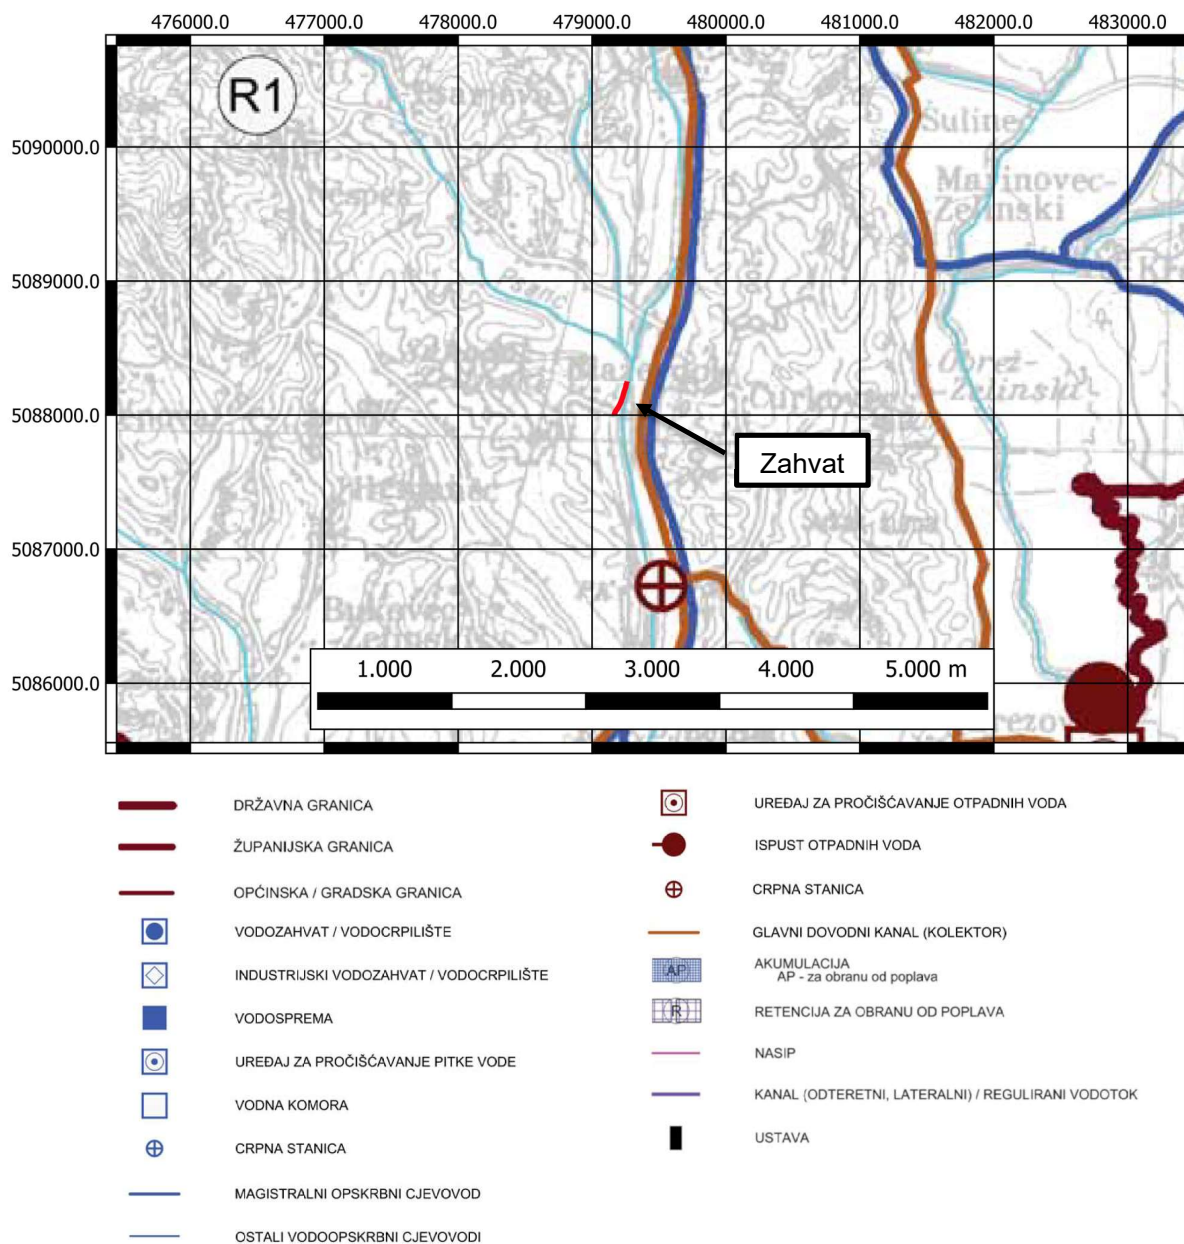 476000.0 477000.0 478000.0 479000.0 480000.0 481000.0 482000.0 483000.0
R1
5090000.0
Šulinec
Marinovec-
Zelinski
5089000.0
Obrež-
Zelinski
5088000.0
Zahvat
5087000.0
5086000.0
1.000 2.000 3.000 4.000 5.000 m
DRŽAVNA GRANICA
ŽUPANIJSKA GRANICA
OPĆINSKA / GRADSKA GRANICA
VODOZAHVAT / VODOCRPILIŠTE
INDUSTRIJSKI VODOZAHVAT / VODOCRPILIŠTE
VODOSPREMA
UREĐAJ ZA PROČIŠĆAVANJE PITKE VODE
VODNA KOMORA
CRPNA STANICA
MAGISTRALNI OPSKRBNI CJEVOVOD
OSTALI VODOOPSKRBNI CJEVOVODI
UREĐAJ ZA PROČIŠĆAVANJE OTPADNIH VODA
ISPUST OTPADNIH VODA
CRPNA STANICA
GLAVNI DOVODNI KANAL (KOLEKTOR)
AP
AKUMULACIJA
AP - za obranu od poplava
R
RETENCIJA ZA OBRANU OD POPLAVA
NASIP
KANAL (ODTERETNI, LATERALNI) / REGULIRANI VODOTOK
USTAVA